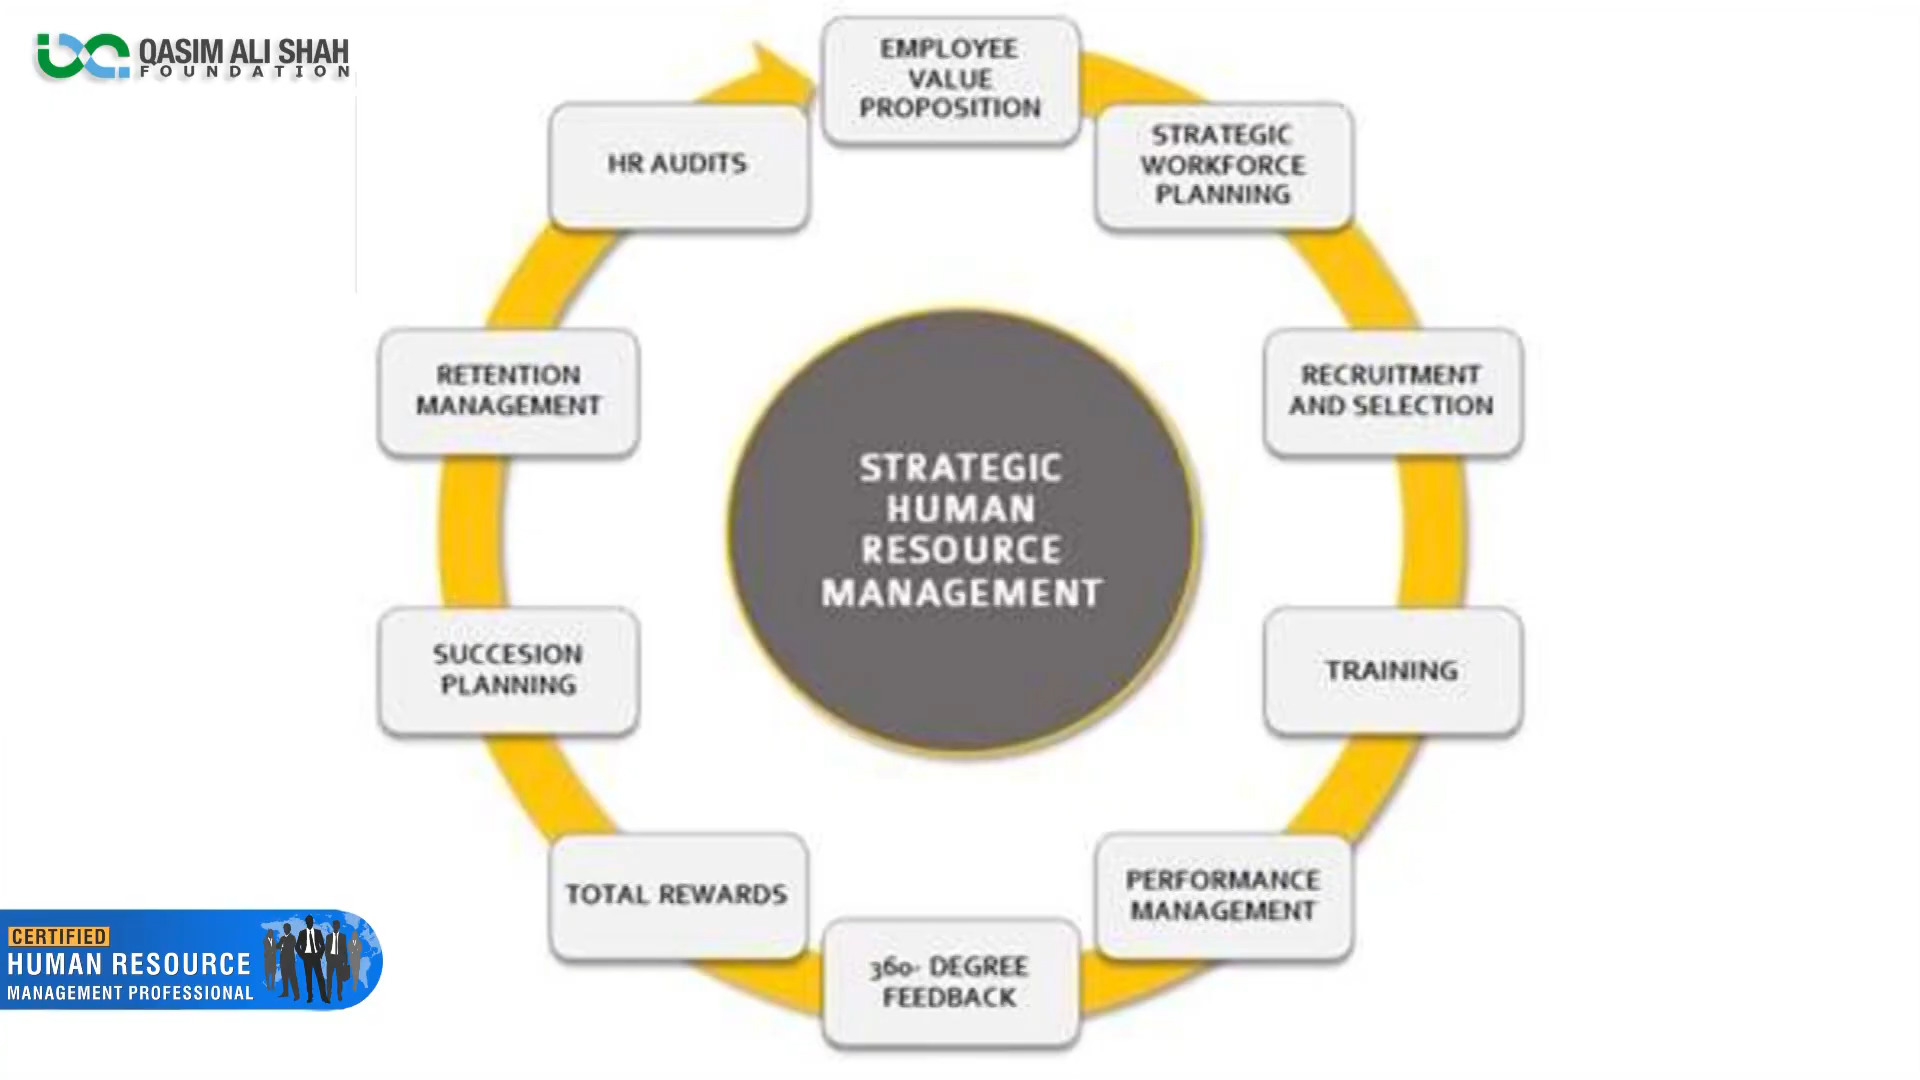 QASIM ALI SHAH
FOUNDATION
EMPLOYEE
VALUE
PROPOSITION
STRATEGIC
WORKFORCE
PLANNING
RECRUITMENT
AND SELECTION
TRAINING
PERFORMANCE
MANAGEMENT
360- DEGREE
FEEDBACK
TOTAL REWARDS
SUCCESION
PLANNING
RETENTION
MANAGEMENT
HR AUDITS
STRATEGIC
HUMAN
RESOURCE
MANAGEMENT
CERTIFIED
HUMAN RESOURCE
MANAGEMENT PROFESSIONAL